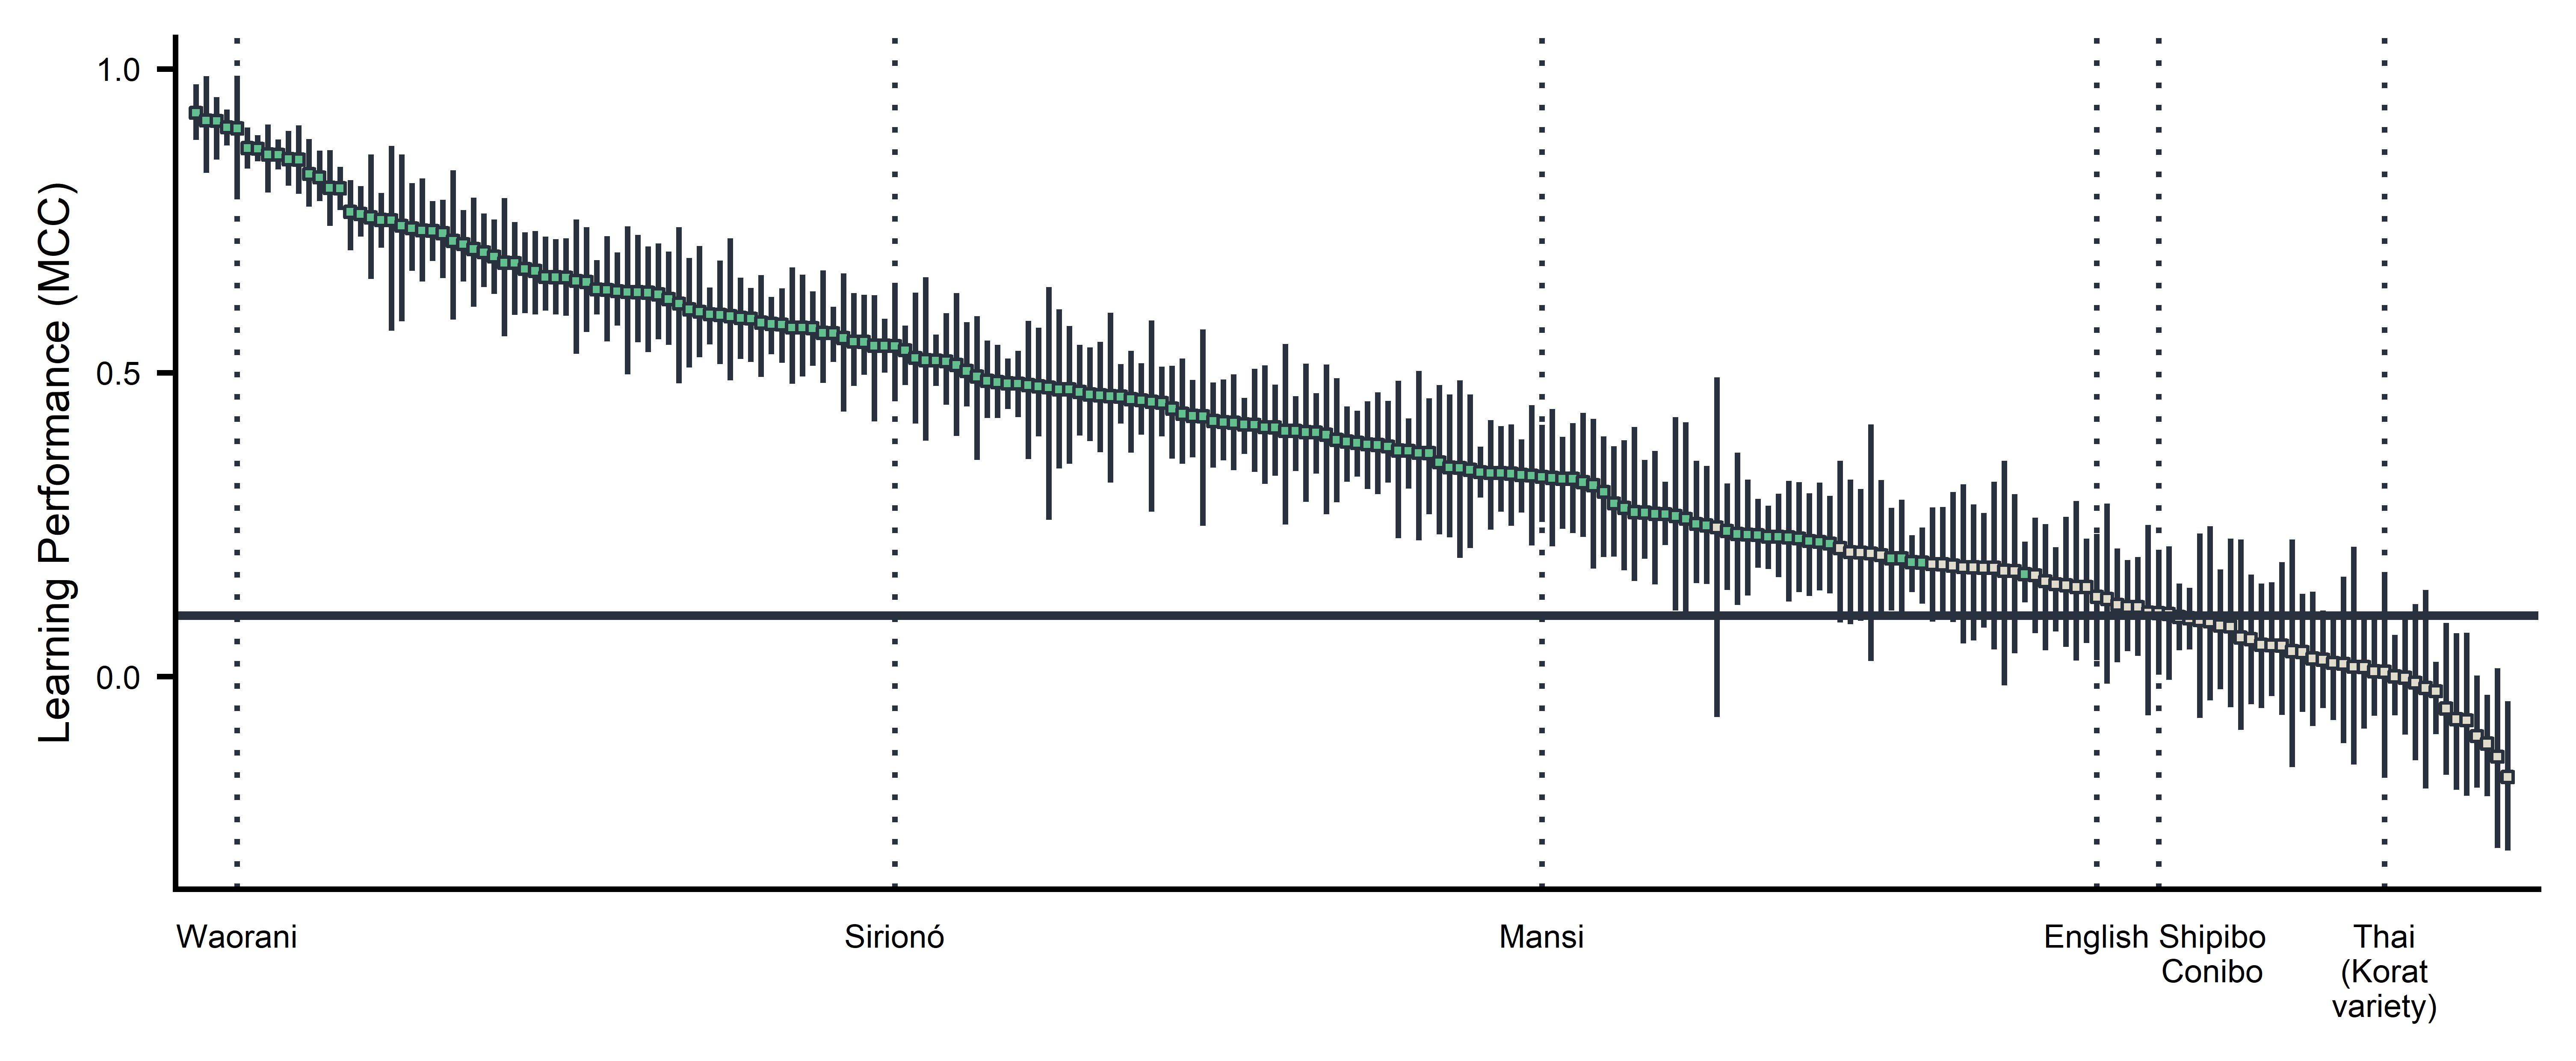 Learning Performance (MCC)
1.0
0.5
0.0
Waorani
Sirionó
Mansi
English
Shipibo
Conibo
Thai
(Korat
variety)